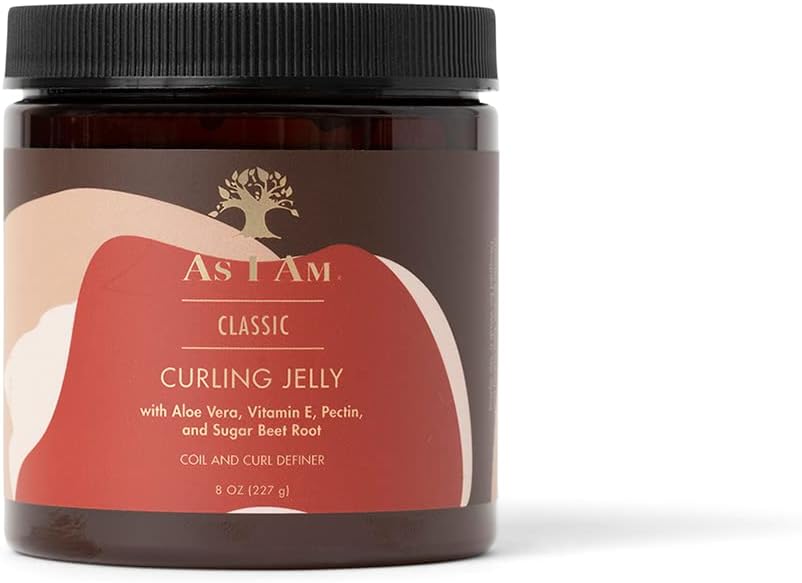 AS I AM
CLASSIC
CURLING JELLY
with Aloe Vera, Vitamin E, Pectin,
and Sugar Beet Root
COIL AND CURL DEFINER
8 OZ (227 g)